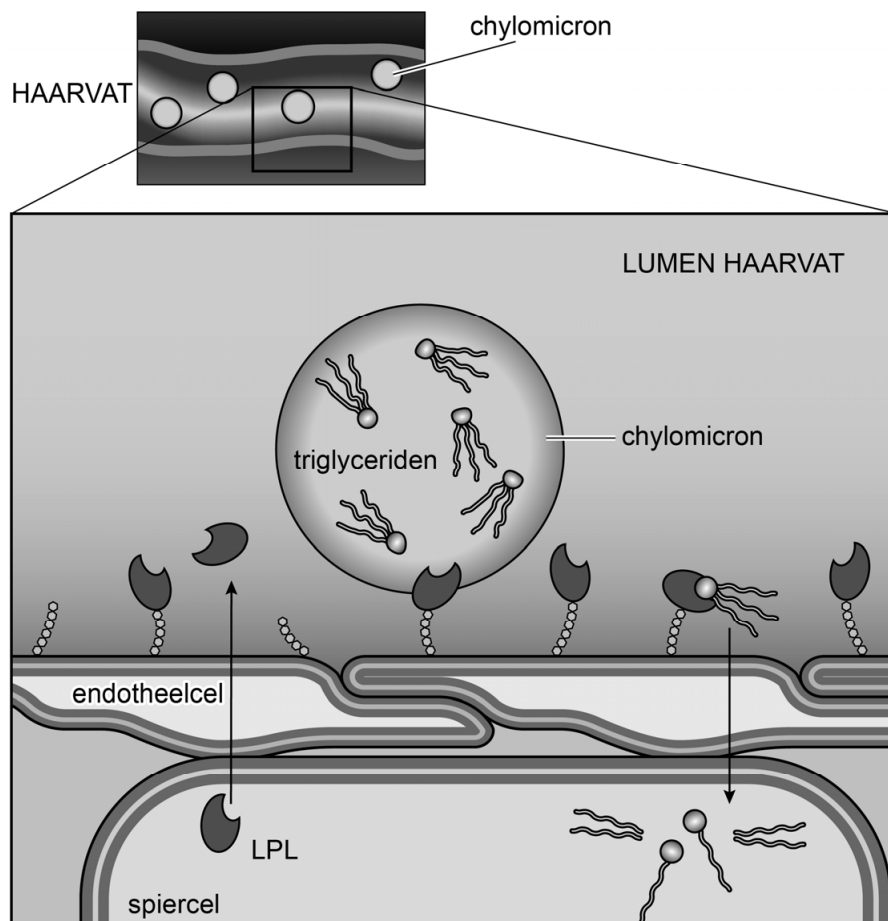 chylomicron
HAARVAT
LUMEN HAARVAT
chylomicron
triglyceriden
endotheelcel
LPL
spiercel